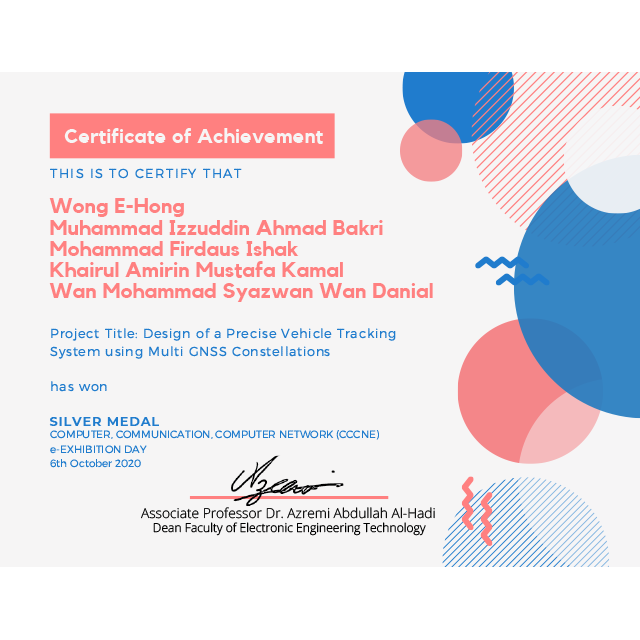 Certificate of Achievement
THIS IS TO CERTIFY THAT
Wong E-Hong
Muhammad Izzuddin Ahmad Bakri
Mohammad Firdaus Ishak
Khairul Amirin Mustafa Kamal
Wan Mohammad Syazwan Wan Danial
Project Title: Design of a Precise Vehicle Tracking
System using Multi GNSS Constellations
has won
SILVER MEDAL
COMPUTER, COMMUNICATION, COMPUTER NETWORK (CCCNE)
e-EXHIBITION DAY
6th October 2020
Associate Professor Dr. Azremi Abdullah Al-Hadi
Dean Faculty of Electronic Engineering Technology